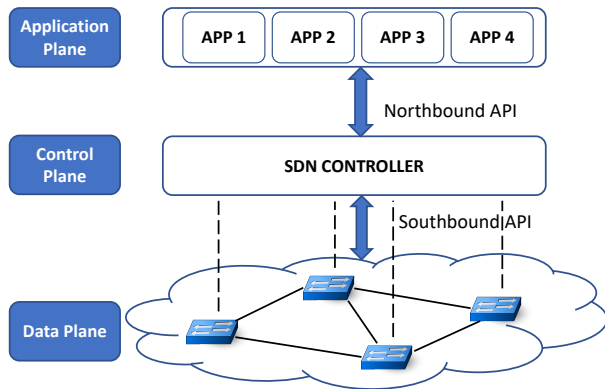 Application
Plane
APP 1
APP 2
APP 3
APP 4
Northbound API
Control
Plane
SDN CONTROLLER
Southbound API
Data Plane